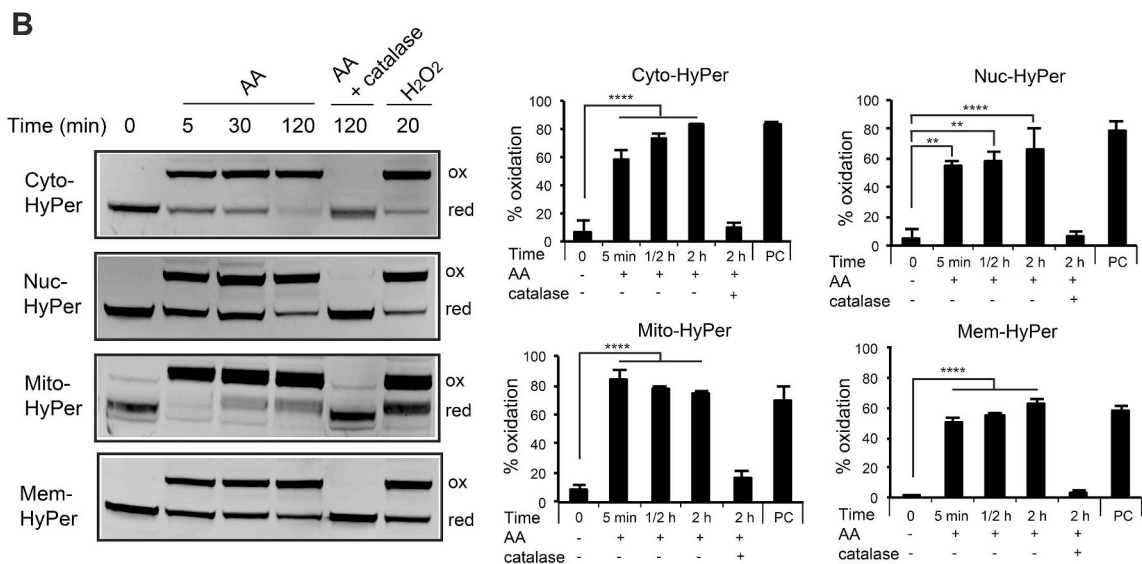 B
AA
AA
+ catalase
H2O2
Time (min) 0 5 30 120 120 20
Cyto-
HyPer
ox
red
Nuc-
HyPer
ox
red
Mito-
HyPer
ox
red
Mem-
HyPer
ox
red
Cyto-HyPer
****
% oxidation
100
80
60
40
20
0
Time 0 5 min 1/2 h 2 h 2 h PC
AA - + + + +
catalase - - - - +
Nuc-HyPer
****
**
**
% oxidation
100
80
60
40
20
0
Time 0 5 min 1/2 h 2 h 2 h PC
AA - + + + +
catalase - - - - +
Mito-HyPer
****
% oxidation
100
80
60
40
20
0
Time 0 5 min 1/2 h 2 h 2 h PC
AA - + + + +
catalase - - - - +
Mem-HyPer
****
% oxidation
100
80
60
40
20
0
Time 0 5 min 1/2 h 2 h 2 h PC
AA - + + + +
catalase - - - - +